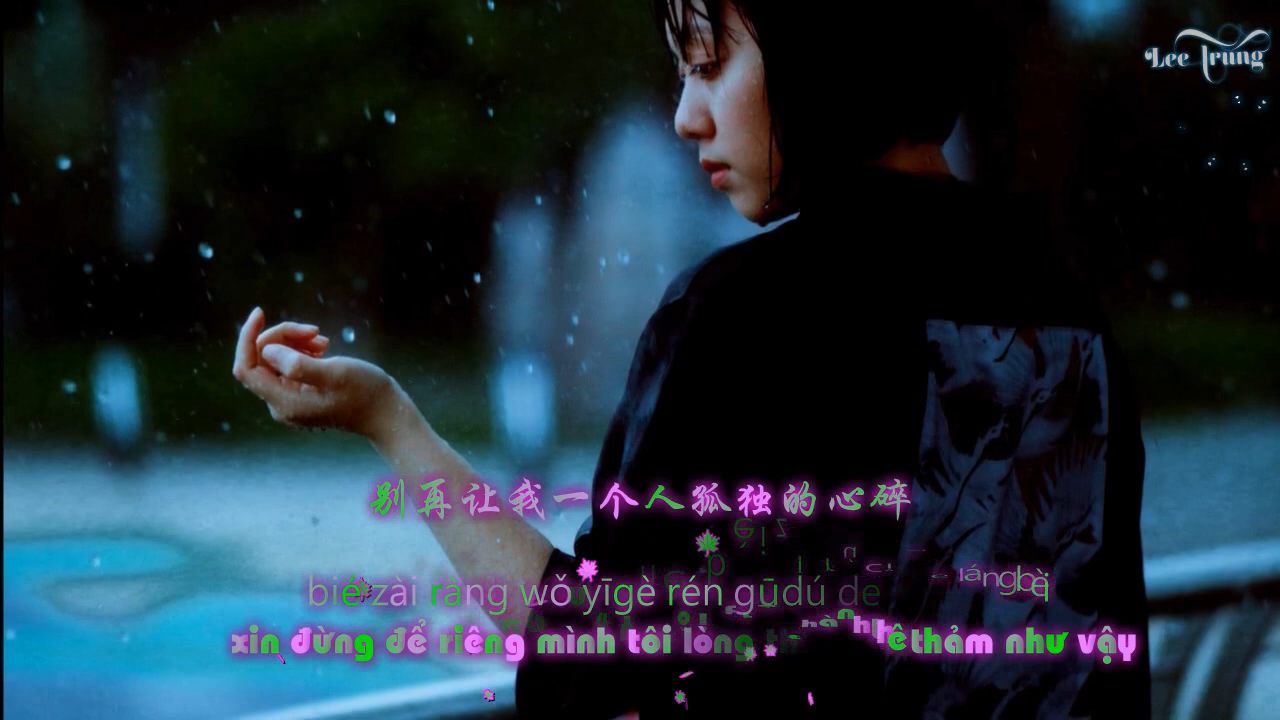 Lee Trung
别再让我一个人孤独的心碎
bié zài ràng wǒ yīgè rén gūdú de
xin đừng để riêng mình tôi lỏng thảm như vậy